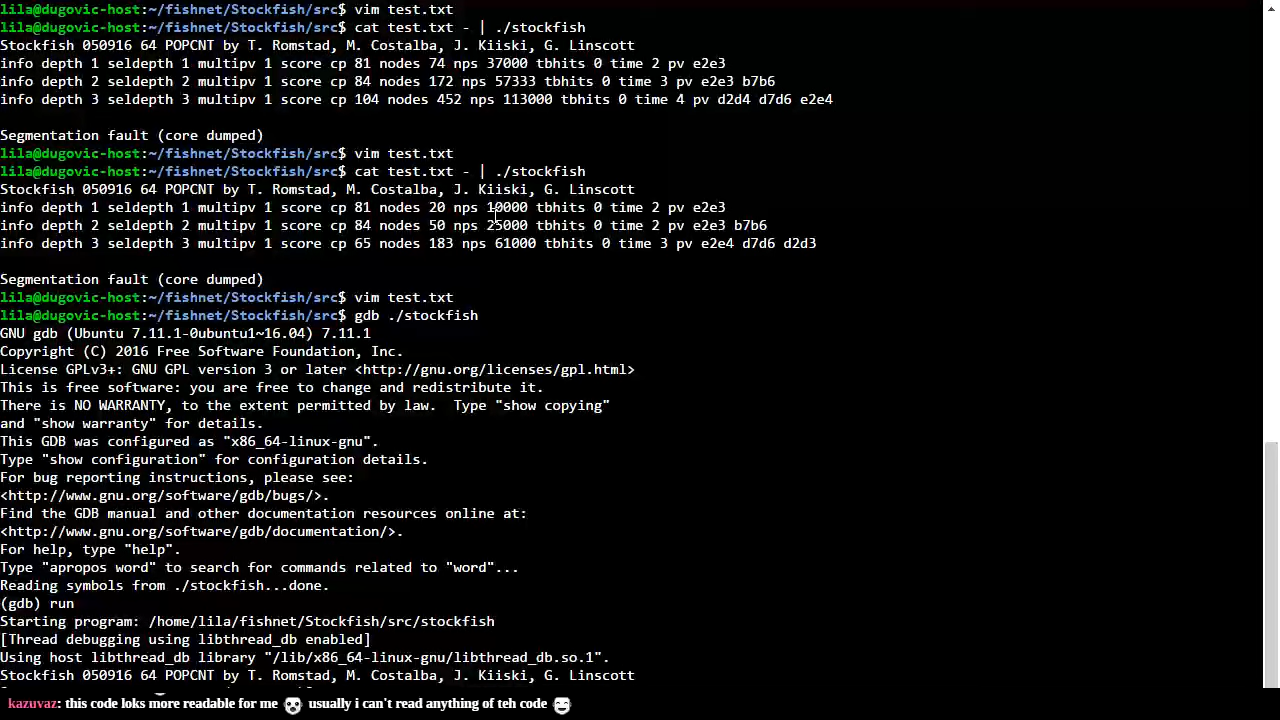 lila@dugovic-host:~/fishnet/Stockfish/src$ vim test.txt
lila@dugovic-host:~/fishnet/Stockfish/src$ cat test.txt - | ./stockfish
Stockfish 050916 64 POPCNT by T. Romstad, M. Costalba, J. Kiiski, G. Linscott
info depth 1 seldepth 1 multipv 1 score cp 81 nodes 74 nps 37000 tbhits 0 time 2 pv e2e3
info depth 2 seldepth 2 multipv 1 score cp 84 nodes 172 nps 57333 tbhits 0 time 3 pv e2e3 b7b6
info depth 3 seldepth 3 multipv 1 score cp 104 nodes 452 nps 113000 tbhits 0 time 4 pv d2d4 d7d6 e2e4
Segmentation fault (core dumped)
lila@dugovic-host:~/fishnet/Stockfish/src$ vim test.txt
lila@dugovic-host:~/fishnet/Stockfish/src$ cat test.txt - | ./stockfish
Stockfish 050916 64 POPCNT by T. Romstad, M. Costalba, J. Kiiski, G. Linscott
info depth 1 seldepth 1 multipv 1 score cp 81 nodes 20 nps 10000 tbhits 0 time 2 pv e2e3
info depth 2 seldepth 2 multipv 1 score cp 84 nodes 50 nps 25000 tbhits 0 time 2 pv e2e3 b7b6
info depth 3 seldepth 3 multipv 1 score cp 65 nodes 183 nps 61000 tbhits 0 time 3 pv e2e4 d7d6 d2d3
Segmentation fault (core dumped)
lila@dugovic-host:~/fishnet/Stockfish/src$ vim test.txt
lila@dugovic-host:~/fishnet/Stockfish/src$ gdb ./stockfish
GNU gdb (Ubuntu 7.11.1-0ubuntu1~16.04) 7.11.1
Copyright (C) 2016 Free Software Foundation, Inc.
License GPLv3+: GNU GPL version 3 or later <http://gnu.org/licenses/gpl.html>
This is free software: you are free to change and redistribute it.
There is NO WARRANTY, to the extent permitted by law.  Type "show copying"
and "show warranty" for details.
This GDB was configured as "x86_64-linux-gnu".
Type "show configuration" for configuration details.
For bug reporting instructions, please see:
<http://www.gnu.org/software/gdb/bugs/>.
Find the GDB manual and other documentation resources online at:
<http://www.gnu.org/software/gdb/documentation/>.
For help, type "help".
Type "apropos word" to search for commands related to "word"...
Reading symbols from ./stockfish...done.
(gdb) run
Starting program: /home/lila/fishnet/Stockfish/src/stockfish
[Thread debugging using libthread_db enabled]
Using host libthread_db library "/lib/x86_64-linux-gnu/libthread_db.so.1".
Stockfish 050916 64 POPCNT by T. Romstad, M. Costalba, J. Kiiski, G. Linscott
kazuvaz: this code loks more readable for me usually i can't read anything of teh code